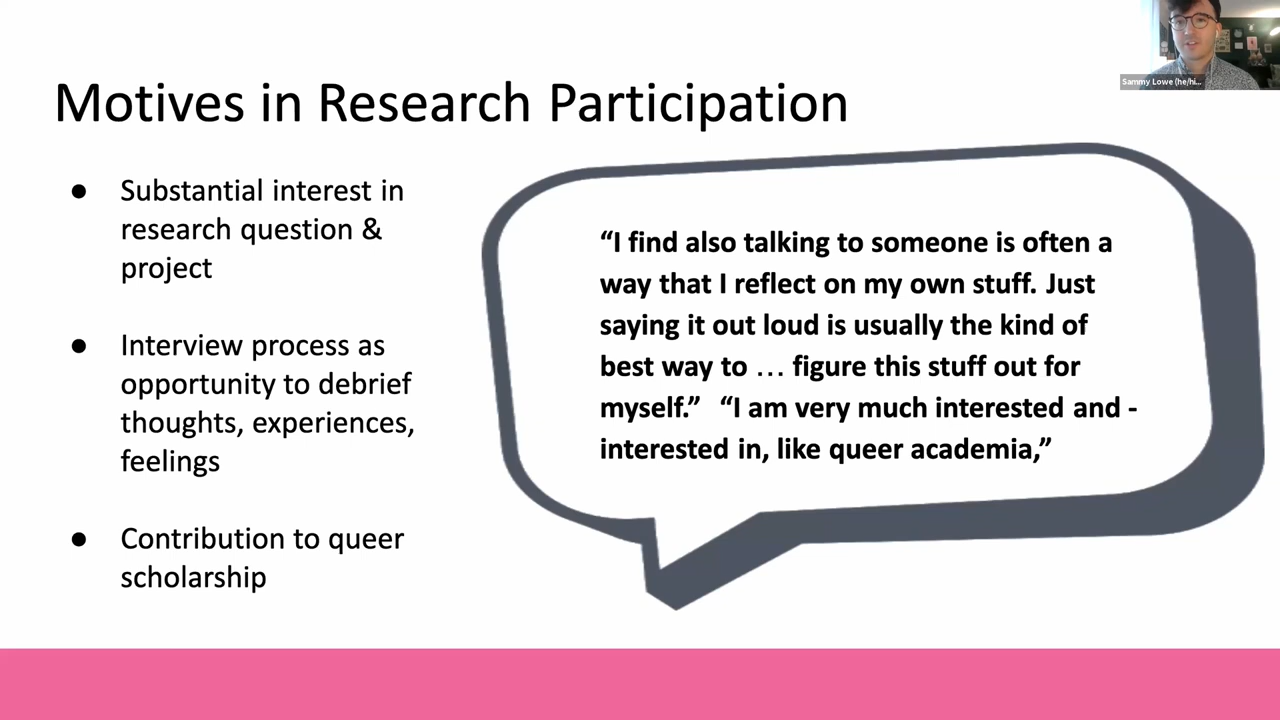 Sammy Lowe (he/hi...
Motives in Research Participation
● Substantial interest in
research question &
project
● Interview process as
opportunity to debrief
thoughts, experiences,
feelings
● Contribution to queer
scholarship
“I find also talking to someone is often a
way that I reflect on my own stuff. Just
saying it out loud is usually the kind of
best way to … figure this stuff out for
myself.” “I am very much interested and -
interested in, like queer academia,”